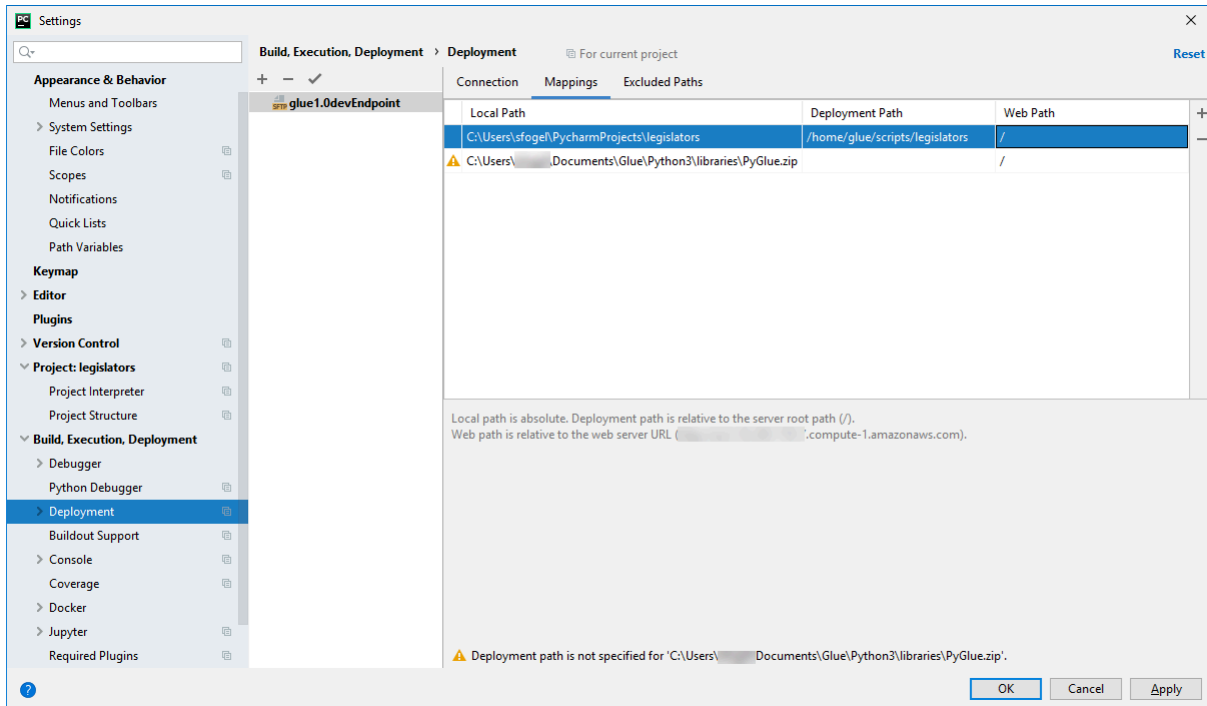 PC Settings
Build, Execution, Deployment › Deployment For current project Reset
Appearance & Behavior
Menus and Toolbars
System Settings
File Colors
Scopes
Notifications
Quick Lists
Path Variables
Keymap
Editor
Plugins
Version Control
Project: legislators
Project Interpreter
Project Structure
Build, Execution, Deployment
Debugger
Python Debugger
Deployment
Buildout Support
Console
Coverage
Docker
Jupyter
Required Plugins
SFTP glue1.0devEndpoint
Connection Mappings Excluded Paths
Local Path Deployment Path Web Path
C:\Users\sfogel\PycharmProjects\legislators /home/glue/scripts/legislators /
C:\Users\ Documents\Glue\Python3\libraries\PyGlue.zip /
Local path is absolute. Deployment path is relative to the server root path (/).
Web path is relative to the web server URL ( .compute-1.amazonaws.com).
Deployment path is not specified for 'C:\Users\ Documents\Glue\Python3\libraries\PyGlue.zip'.
? OK Cancel Apply